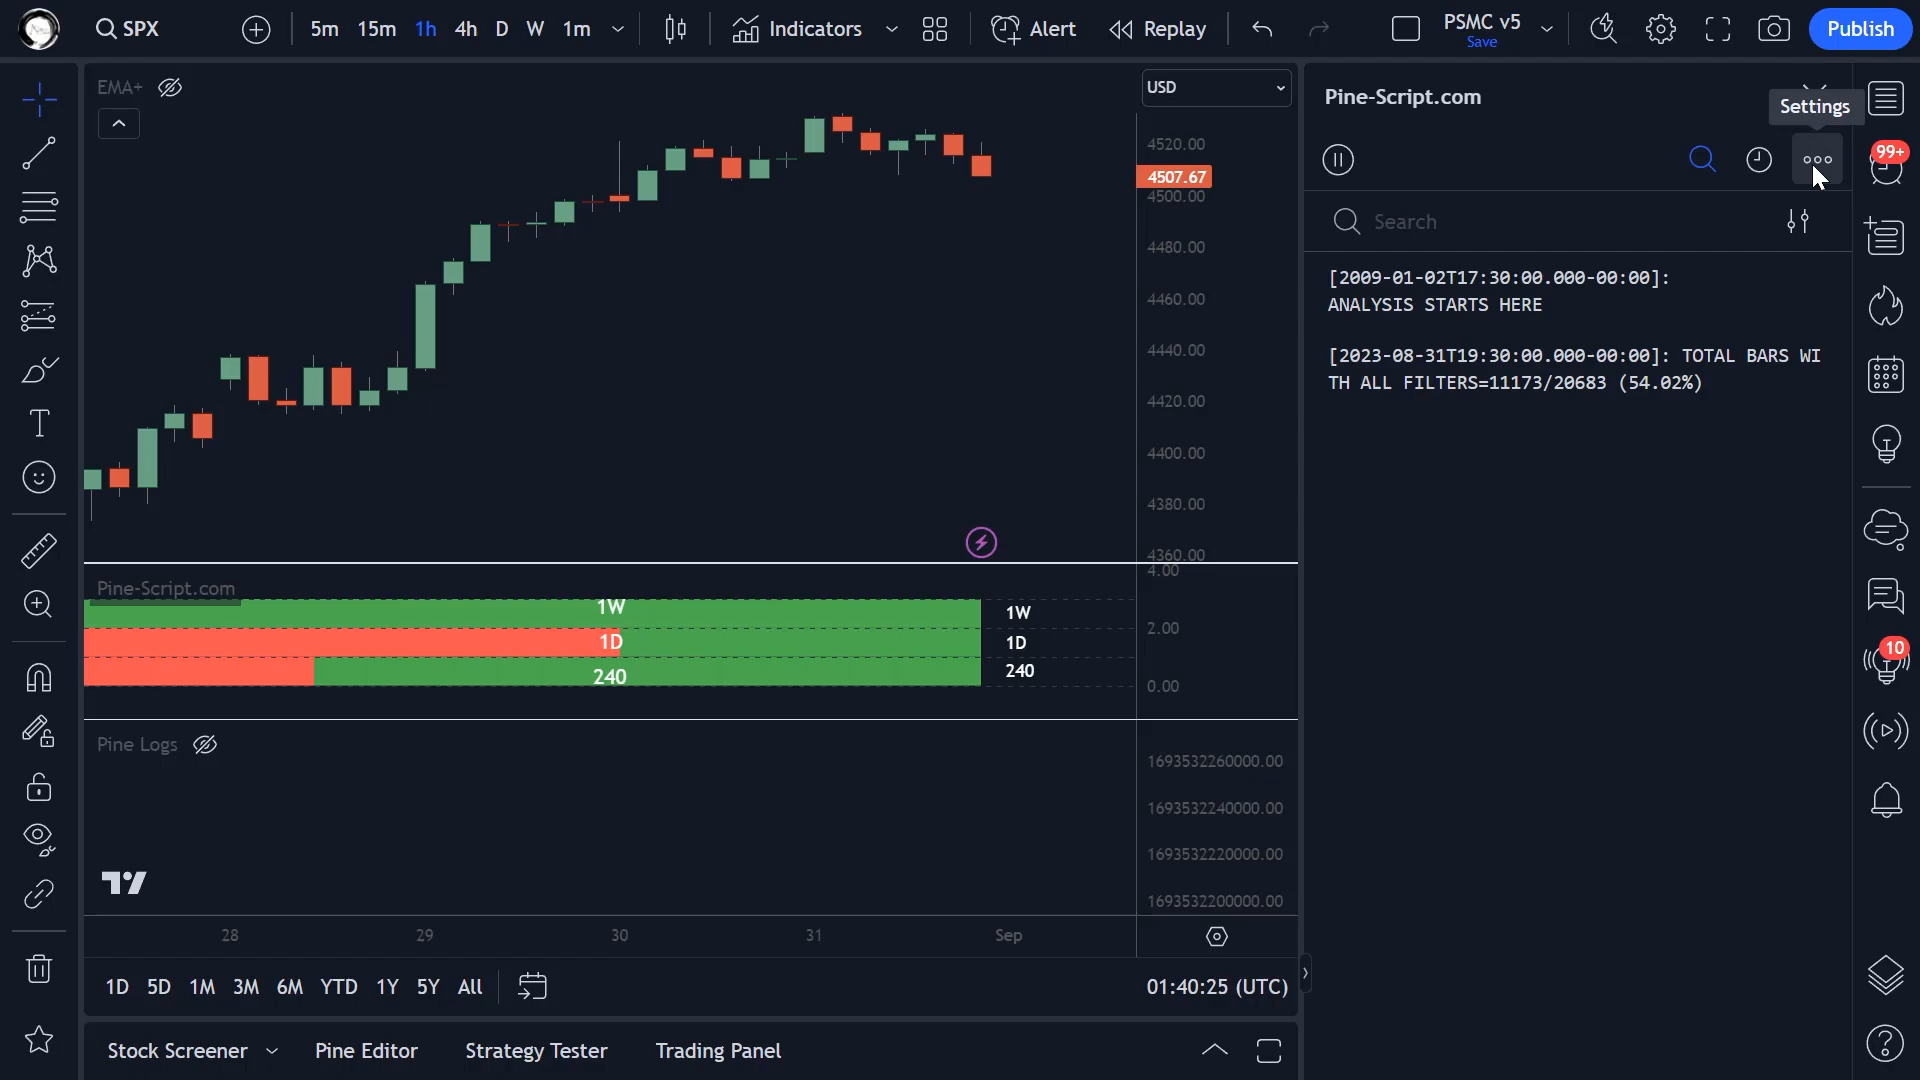 SPX
5m 15m 1h 4h D W 1m
Indicators
Alert
Replay
PSMC v5
Save
Publish
EMA+
USD
4520.00
4507.67
4500.00
4480.00
4460.00
4440.00
4420.00
4400.00
4380.00
4360.00
Pine-Script.com
4.00
1W
1W
1D
1D
2.00
240
240
0.00
Pine Logs
1693532260000.00
1693532240000.00
1693532220000.00
1693532200000.00
28 29 30 31 Sep
1D 5D 1M 3M 6M YTD 1Y 5Y All
01:40:25 (UTC)
Stock Screener
Pine Editor
Strategy Tester
Trading Panel
Pine-Script.com
Settings
Search
[2009-01-02T17:30:00.000-00:00]:
ANALYSIS STARTS HERE
[2023-08-31T19:30:00.000-00:00]: TOTAL BARS WI
TH ALL FILTERS=11173/20683 (54.02%)
99+
10